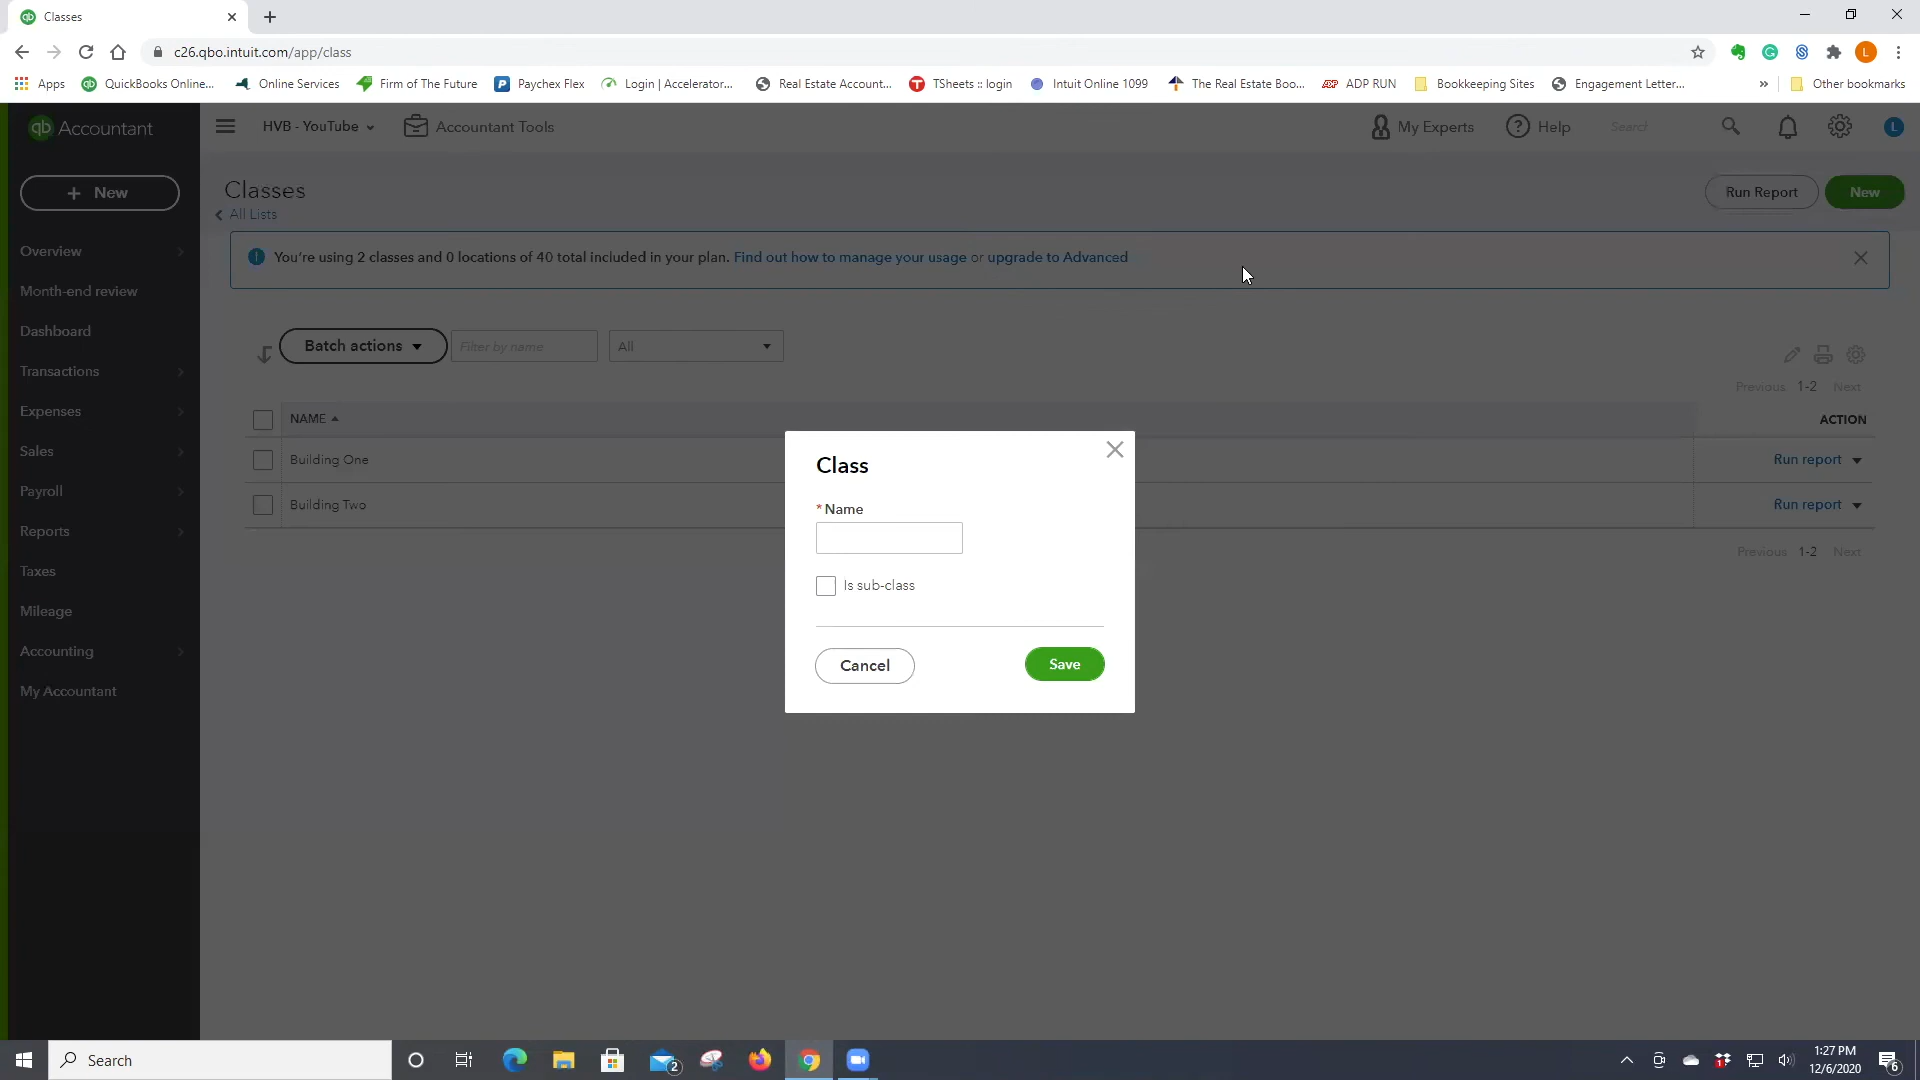 Classes
c26.qbo.intuit.com/app/class
Apps QuickBooks Online... Online Services Firm of The Future Paychex Flex Login | Accelerator... Real Estate Account... TSheets :: login Intuit Online 1099 The Real Estate Boo... ADP RUN Bookkeeping Sites Engagement Letter... » Other bookmarks
qb Accountant
HVB - YouTube Accountant Tools My Experts Help Search L
+ New
Classes
All Lists
Run Report New
You're using 2 classes and 0 locations of 40 total included in your plan. Find out how to manage your usage or upgrade to Advanced
Overview
Month-end review
Dashboard
Transactions
Expenses
Sales
Payroll
Reports
Taxes
Mileage
Accounting
My Accountant
Batch actions Filter by name All
Previous 1-2 Next
NAME ACTION
Building One Run report
Building Two Run report
Previous 1-2 Next
Class
* Name
Is sub-class
Cancel Save
Search
2
1:27 PM
12/6/2020
6